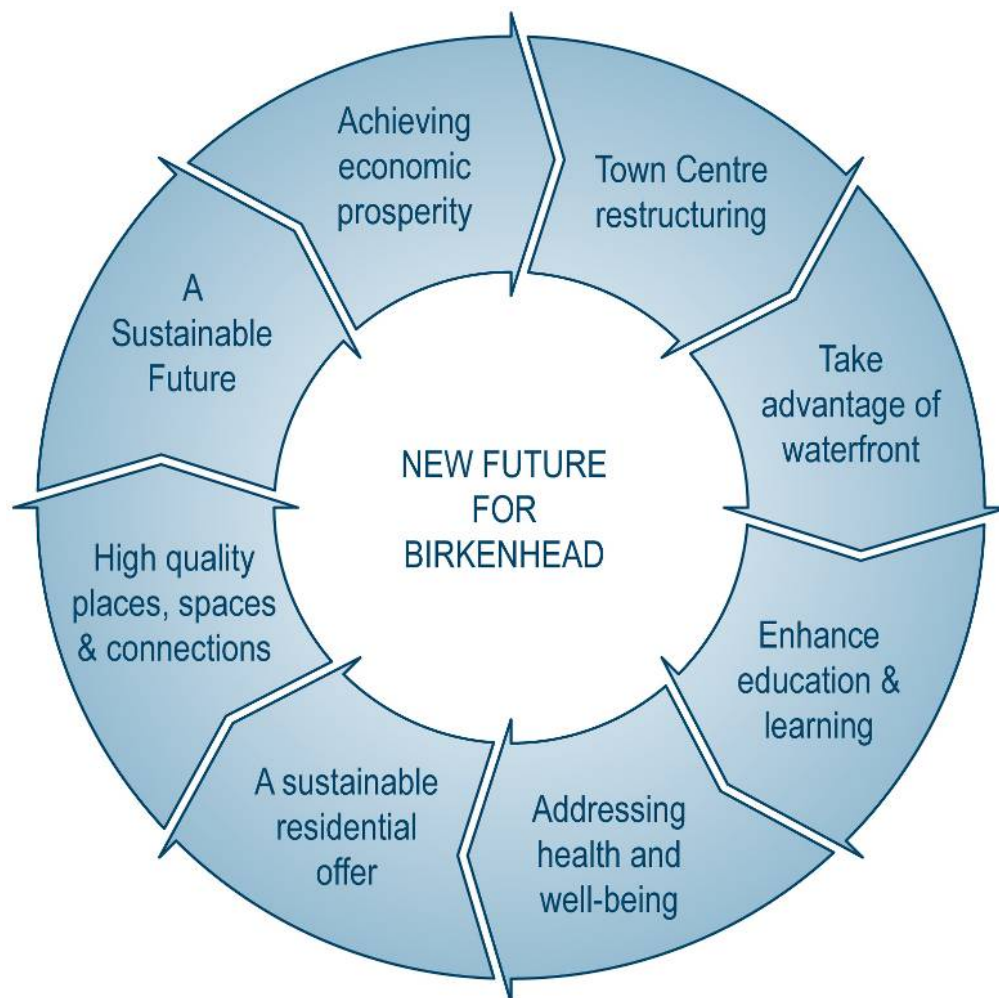 Achieving
economic
prosperity
Town Centre
restructuring
Take
advantage of
waterfront
Enhance
education &
learning
Addressing
health and
well-being
A sustainable
residential
offer
High quality
places, spaces
& connections
A
Sustainable
Future
NEW FUTURE
FOR
BIRKENHEAD